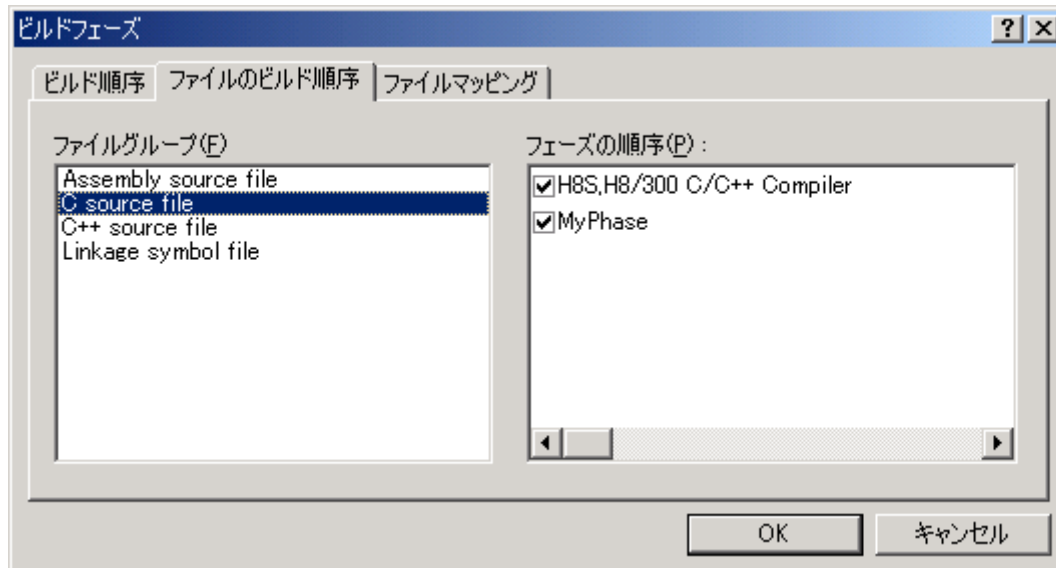 ビルドフェーズ
ビルド順序 ファイルのビルド順序 ファイルマッピング
ファイルグループ(F)
Assembly source file
C source file
C++ source file
Linkage symbol file
フェーズの順序(P) :
H8S,H8/300 C/C++ Compiler
MyPhase
OK キャンセル